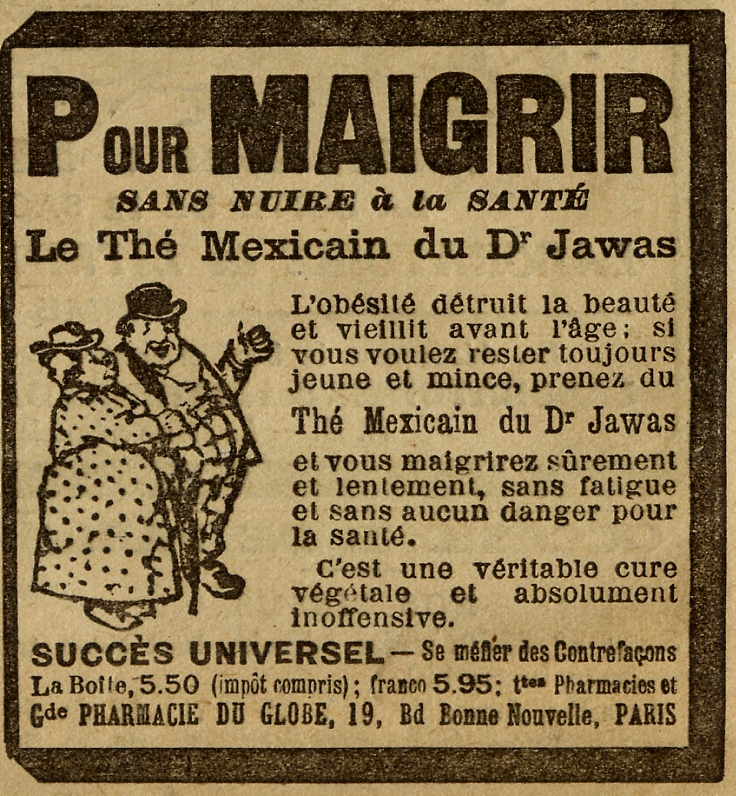 POUR MAIGRIR
SANS NUIRE à la SANTÉ
Le Thé Mexicain du Dr Jawas
L'obésité détruit la beauté
et vieillit avant l'âge; si
vous voulez rester toujours
jeune et mince, prenez du
Thé Mexicain du Dr Jawas
et vous maigrirez sûrement
et lentement, sans fatigue
et sans aucun danger pour
la santé.
C'est une véritable cure
végétale et absolument
inoffensive.
SUCCÈS UNIVERSEL — Se méfier des Contrefaçons
La Boîte, 5.50 (impôt compris); franco 5.95; ttes Pharmacies et
Gde PHARMACIE DU GLOBE, 19, Bd Bonne Nouvelle, PARIS